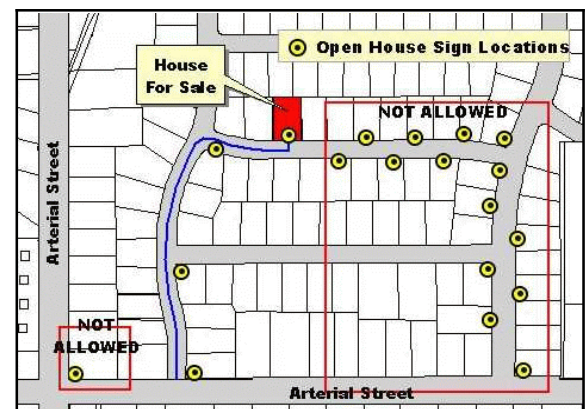 Open House Sign Locations
House
For Sale
NOT ALLOWED
Arterial Street
NOT
ALLOWED
Arterial Street